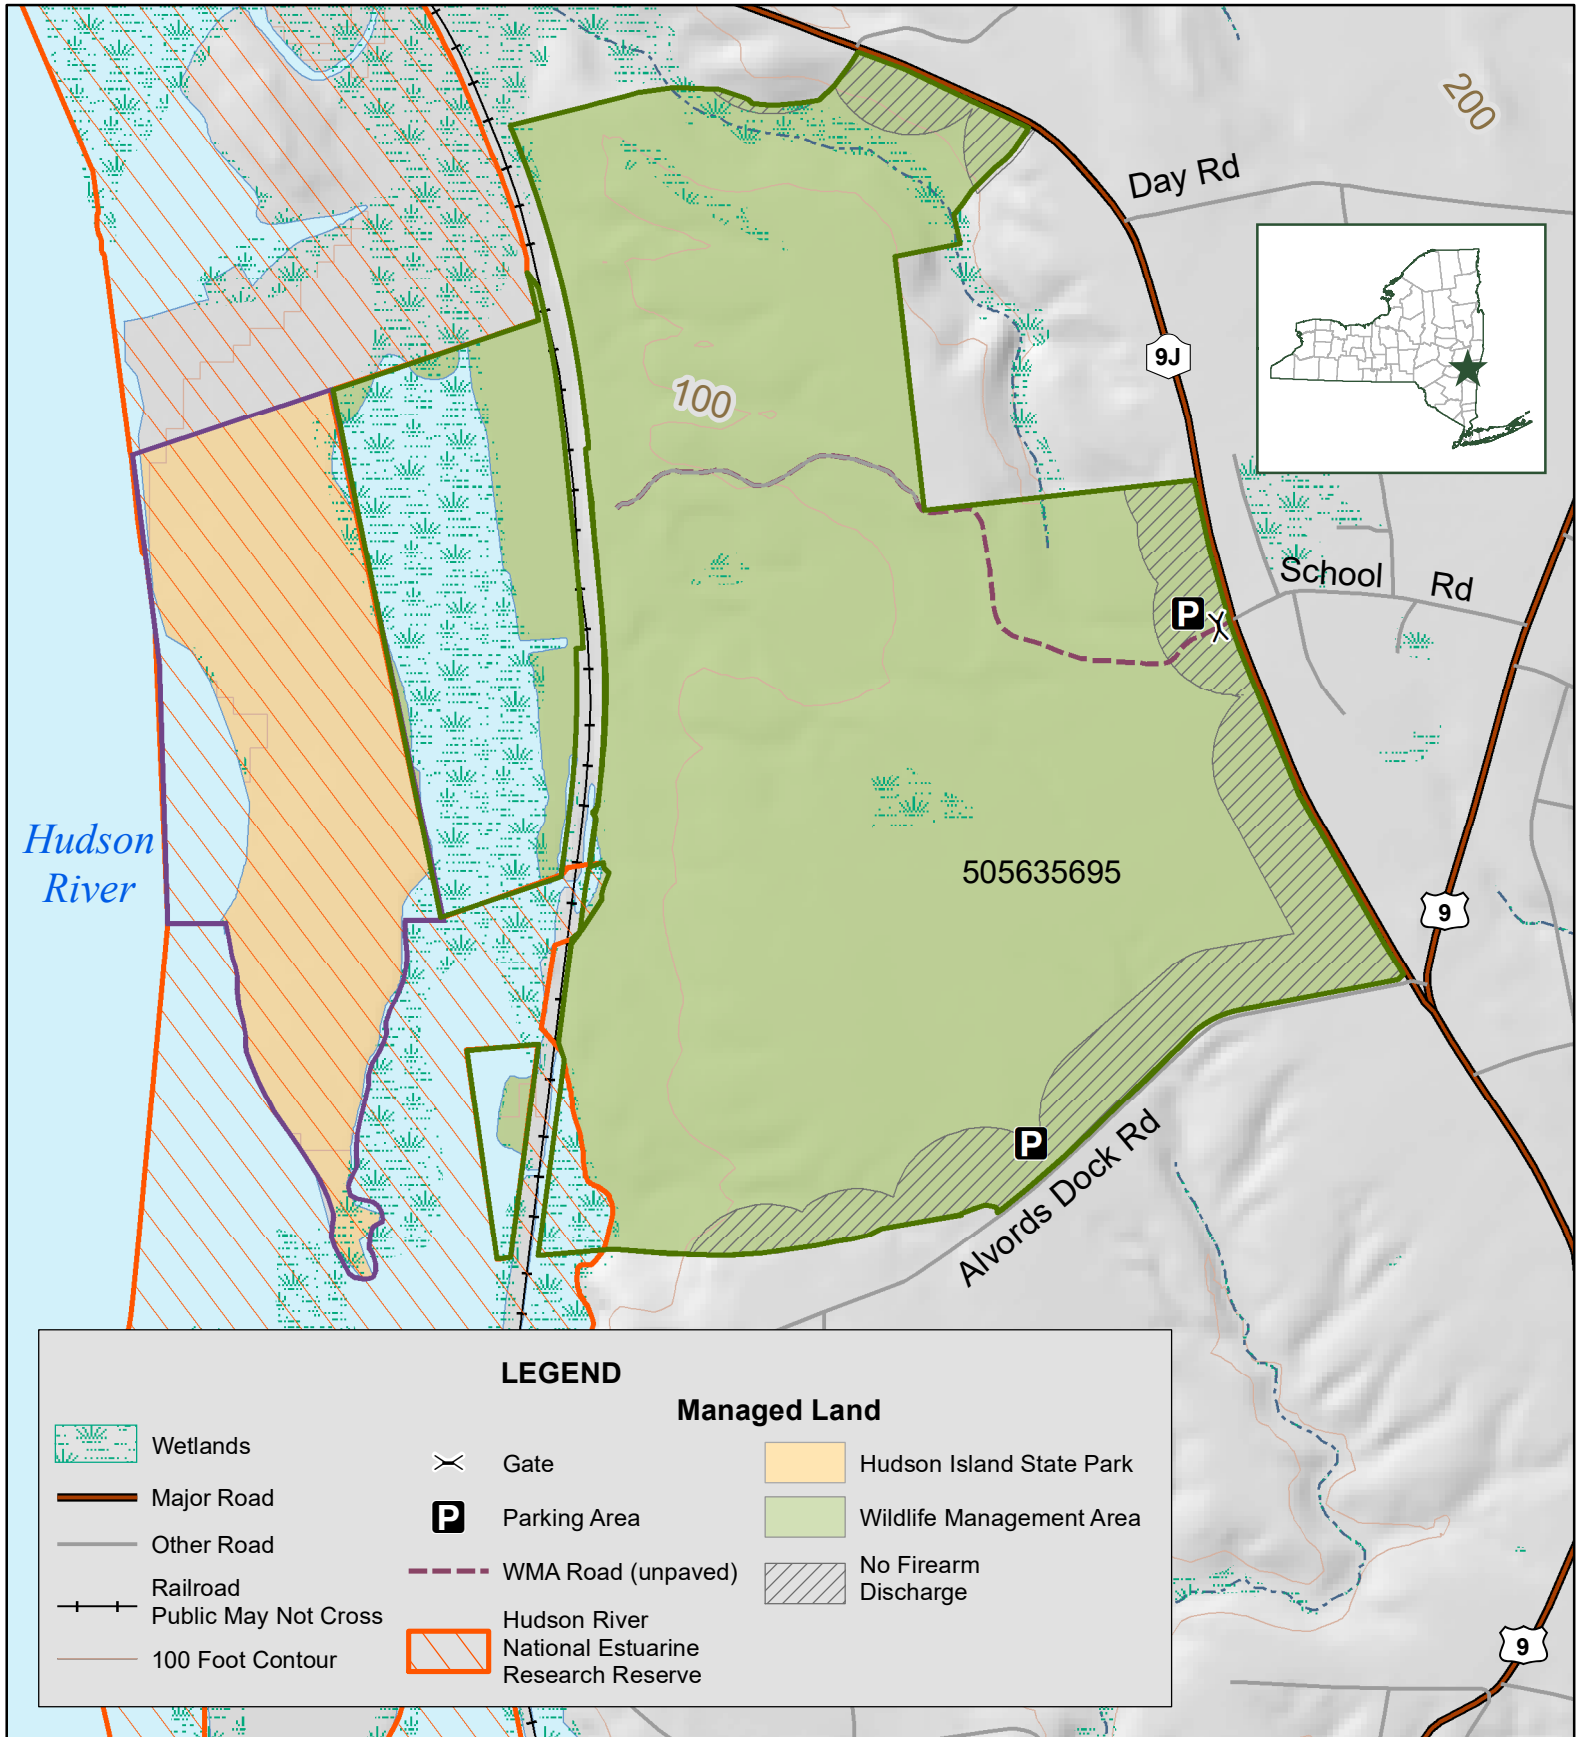 200
Day Rd
9J
100
School Rd
P
Hudson
River
505635695
9
P
Alvords Dock Rd
LEGEND
Managed Land
Wetlands
Major Road
Other Road
Railroad
Public May Not Cross
100 Foot Contour
Gate
P
Parking Area
WMA Road (unpaved)
Hudson River
National Estuarine
Research Reserve
Hudson Island State Park
Wildlife Management Area
No Firearm
Discharge
9